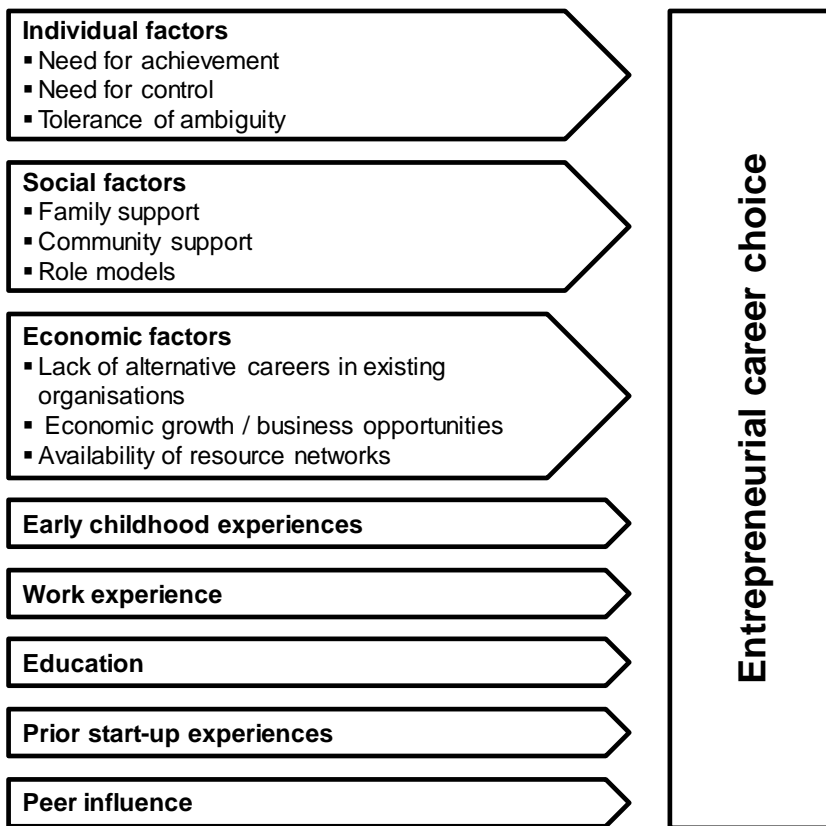 Individual factors
▪ Need for achievement
▪ Need for control
▪ Tolerance of ambiguity
Social factors
▪ Family support
▪ Community support
▪ Role models
Economic factors
▪ Lack of alternative careers in existing
organisations
▪ Economic growth / business opportunities
▪ Availability of resource networks
Early childhood experiences
Work experience
Education
Prior start-up experiences
Peer influence
Entrepreneurial career choice